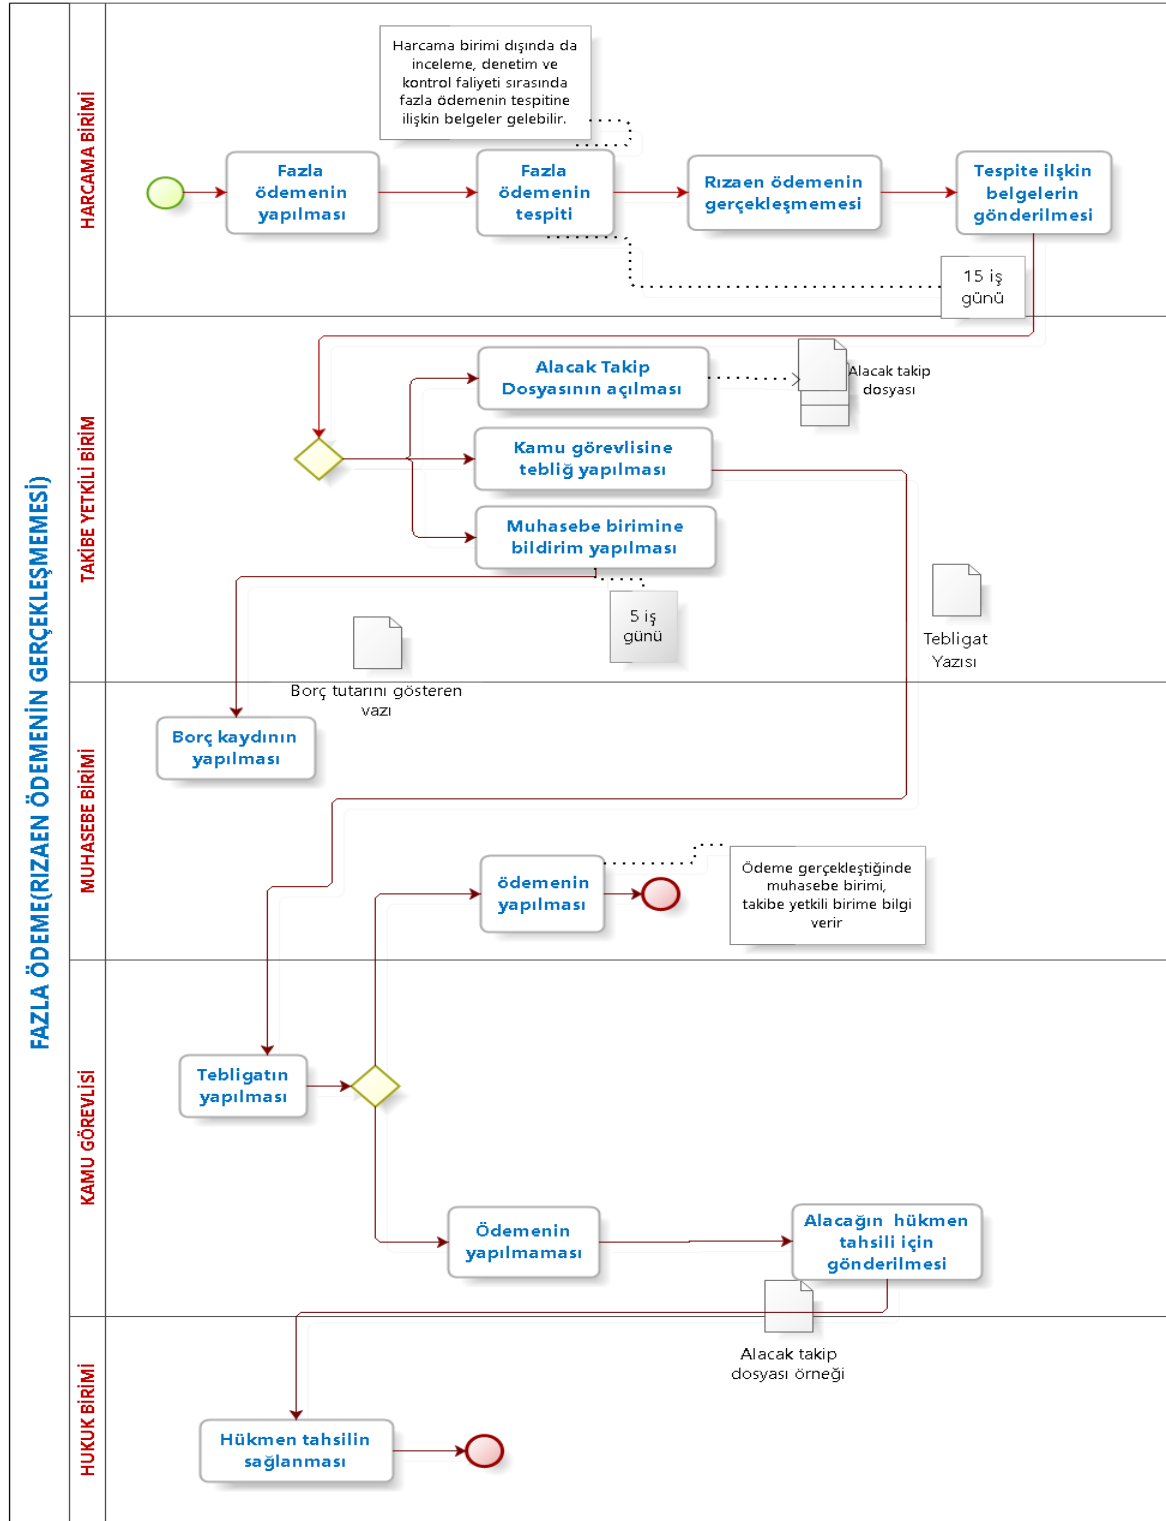 FAZLA ÖDEME(RIZAEN ÖDEMENİN GERÇEKLEŞMEMESİ)
HARCAMA BİRİMİ
Harcama birimi dışında da
inceleme, denetim ve
kontrol faliyeti sırasında
fazla ödemenin tespitine
ilişkin belgeler gelebilir.
Fazla
ödemenin
yapılması
Fazla
ödemenin
tespiti
Rızaen ödemenin
gerçekleşmemesi
Tespite ilşkin
belgelerin
gönderilmesi
15 iş
günü
TAKİBE YETKİLİ BİRİM
Alacak Takip
Dosyasının açılması
Alacak takip
dosyası
Kamu görevlisine
tebliğ yapılması
Muhasebe birimine
bildirim yapılması
5 iş
günü
Tebligat
Yazısı
Borç tutarını gösteren
yazı
MUHASEBE BİRİMİ
Borç kaydının
yapılması
ödemenin
yapılması
Ödeme gerçekleştiğinde
muhasebe birimi,
takibe yetkili birime bilgi
verir
KAMU GÖREVLİSİ
Tebligatın
yapılması
Ödemenin
yapılmaması
Alacağın hükmen
tahsili için
gönderilmesi
Alacak takip
dosyası örneği
HUKUK BİRİMİ
Hükmen tahsilin
sağlanması